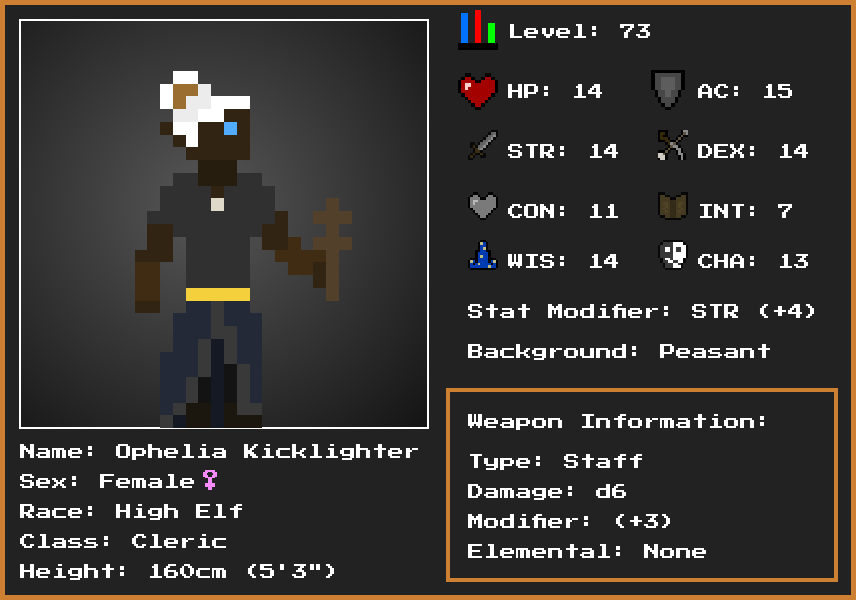 Level: 73
HP: 14
AC: 15
STR: 14
DEX: 14
CON: 11
INT: 7
WIS: 14
CHA: 13
Stat Modifier: STR (+4)
Background: Peasant
Weapon Information:
Type: Staff
Damage: d6
Modifier: (+3)
Elemental: None
Name: Ophelia Kicklighter
Sex: Female♀
Race: High Elf
Class: Cleric
Height: 160cm (5'3")